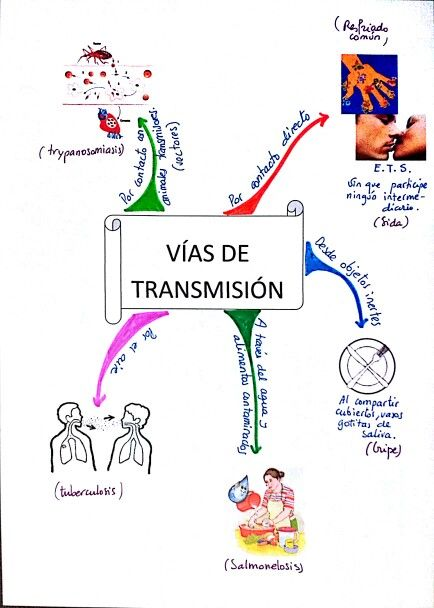 (Resfriado
común)
E.T.S.
Sin que participe
ningún interme-
diario.
(Sida)
Por contacto directo
Por contacto con
animales transmisores.
(vectores)
(trypanosomiasis)
VÍAS DE
TRANSMISIÓN
Desde objetos inertes
Al compartir
cubiertos, vasos
gotitas de
saliva.
(Gripe)
A través del agua y
alimentos contaminados
(Salmonelosis)
Por el aire
(tuberculosis)